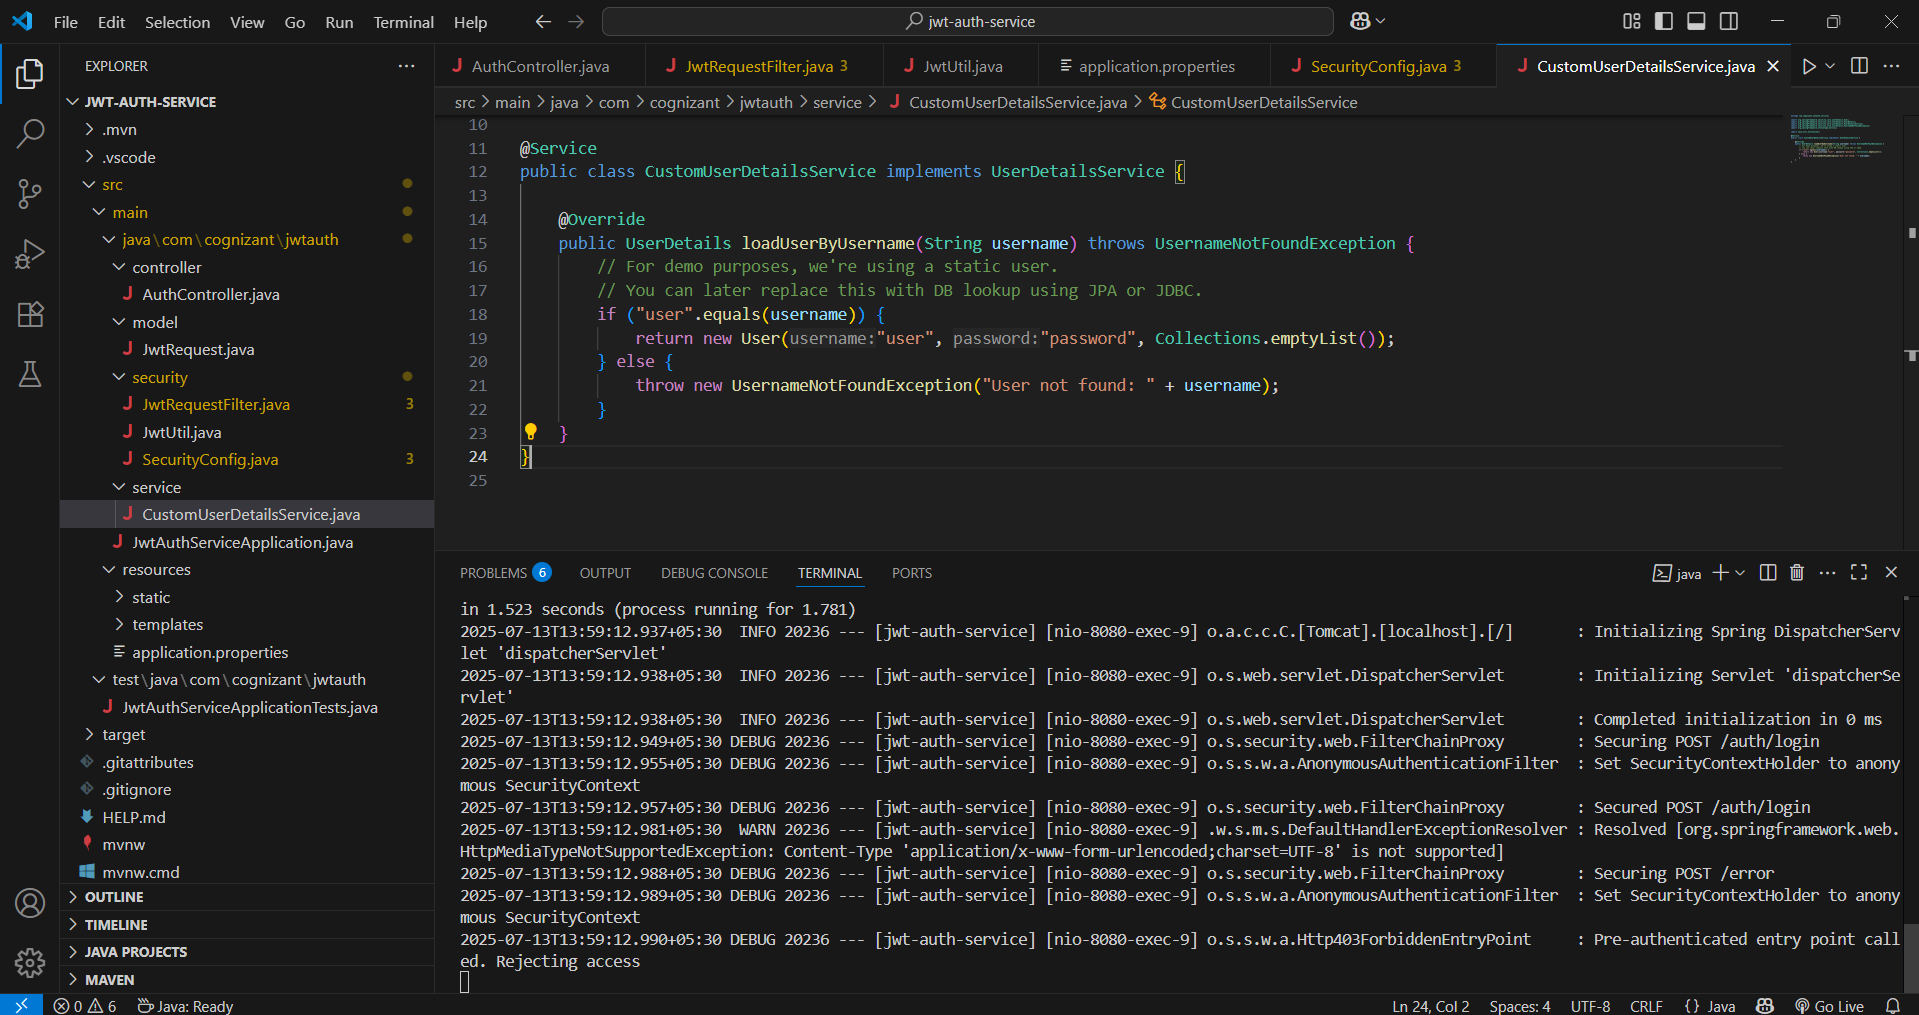 File Edit Selection View Go Run Terminal Help
jwt-auth-service
EXPLORER
JWT-AUTH-SERVICE
.mvn
.vscode
src
main
java\com\cognizant\jwtauth
controller
AuthController.java
model
JwtRequest.java
security
JwtRequestFilter.java 3
JwtUtil.java
SecurityConfig.java 3
service
CustomUserDetailsService.java
JwtAuthServiceApplication.java
resources
static
templates
application.properties
test\java\com\cognizant\jwtauth
JwtAuthServiceApplicationTests.java
target
.gitattributes
.gitignore
HELP.md
mvnw
mvnw.cmd
OUTLINE
TIMELINE
JAVA PROJECTS
MAVEN
AuthController.java JwtRequestFilter.java 3 JwtUtil.java application.properties SecurityConfig.java 3 CustomUserDetailsService.java
src > main > java > com > cognizant > jwtauth > service > CustomUserDetailsService.java > CustomUserDetailsService
10
11 @Service
12 public class CustomUserDetailsService implements UserDetailsService {
13
14 @Override
15 public UserDetails loadUserByUsername(String username) throws UsernameNotFoundException {
16 // For demo purposes, we're using a static user.
17 // You can later replace this with DB lookup using JPA or JDBC.
18 if ("user".equals(username)) {
19 return new User(username:"user", password:"password", Collections.emptyList());
20 } else {
21 throw new UsernameNotFoundException("User not found: " + username);
22 }
23 }
24 }
25
PROBLEMS 6 OUTPUT DEBUG CONSOLE TERMINAL PORTS
java
in 1.523 seconds (process running for 1.781)
2025-07-13T13:59:12.937+05:30  INFO 20236 --- [jwt-auth-service] [nio-8080-exec-9] o.a.c.c.C.[Tomcat].[localhost].[/]       : Initializing Spring DispatcherServ
let 'dispatcherServlet'
2025-07-13T13:59:12.938+05:30  INFO 20236 --- [jwt-auth-service] [nio-8080-exec-9] o.s.web.servlet.DispatcherServlet        : Initializing Servlet 'dispatcherSe
rvlet'
2025-07-13T13:59:12.938+05:30  INFO 20236 --- [jwt-auth-service] [nio-8080-exec-9] o.s.web.servlet.DispatcherServlet        : Completed initialization in 0 ms
2025-07-13T13:59:12.949+05:30 DEBUG 20236 --- [jwt-auth-service] [nio-8080-exec-9] o.s.security.web.FilterChainProxy        : Securing POST /auth/login
2025-07-13T13:59:12.955+05:30 DEBUG 20236 --- [jwt-auth-service] [nio-8080-exec-9] o.s.s.w.a.AnonymousAuthenticationFilter  : Set SecurityContextHolder to anony
mous SecurityContext
2025-07-13T13:59:12.957+05:30 DEBUG 20236 --- [jwt-auth-service] [nio-8080-exec-9] o.s.security.web.FilterChainProxy        : Secured POST /auth/login
2025-07-13T13:59:12.981+05:30  WARN 20236 --- [jwt-auth-service] [nio-8080-exec-9] .w.s.m.s.DefaultHandlerExceptionResolver : Resolved [org.springframework.web.
HttpMediaTypeNotSupportedException: Content-Type 'application/x-www-form-urlencoded;charset=UTF-8' is not supported]
2025-07-13T13:59:12.988+05:30 DEBUG 20236 --- [jwt-auth-service] [nio-8080-exec-9] o.s.security.web.FilterChainProxy        : Securing POST /error
2025-07-13T13:59:12.989+05:30 DEBUG 20236 --- [jwt-auth-service] [nio-8080-exec-9] o.s.s.w.a.AnonymousAuthenticationFilter  : Set SecurityContextHolder to anony
mous SecurityContext
2025-07-13T13:59:12.990+05:30 DEBUG 20236 --- [jwt-auth-service] [nio-8080-exec-9] o.s.s.w.a.Http403ForbiddenEntryPoint     : Pre-authenticated entry point call
ed. Rejecting access
0 6 Java: Ready Ln 24, Col 2 Spaces: 4 UTF-8 CRLF {} Java Go Live